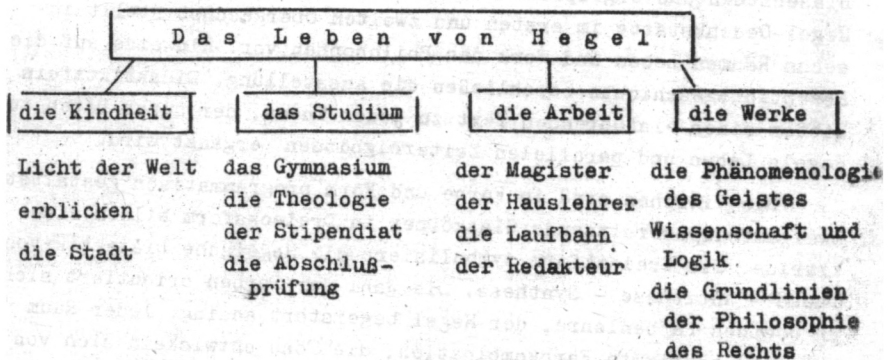 Das Leben von Hegel
die Kindheit
das Studium
die Arbeit
die Werke
Licht der Welt
erblicken
die Stadt
das Gymnasium
die Theologie
der Stipendiat
die Abschluß-
prüfung
der Magister
der Hauslehrer
die Laufbahn
der Redakteur
die Phänomenologie
des Geistes
Wissenschaft und
Logik
die Grundlinien
der Philosophie
des Rechts